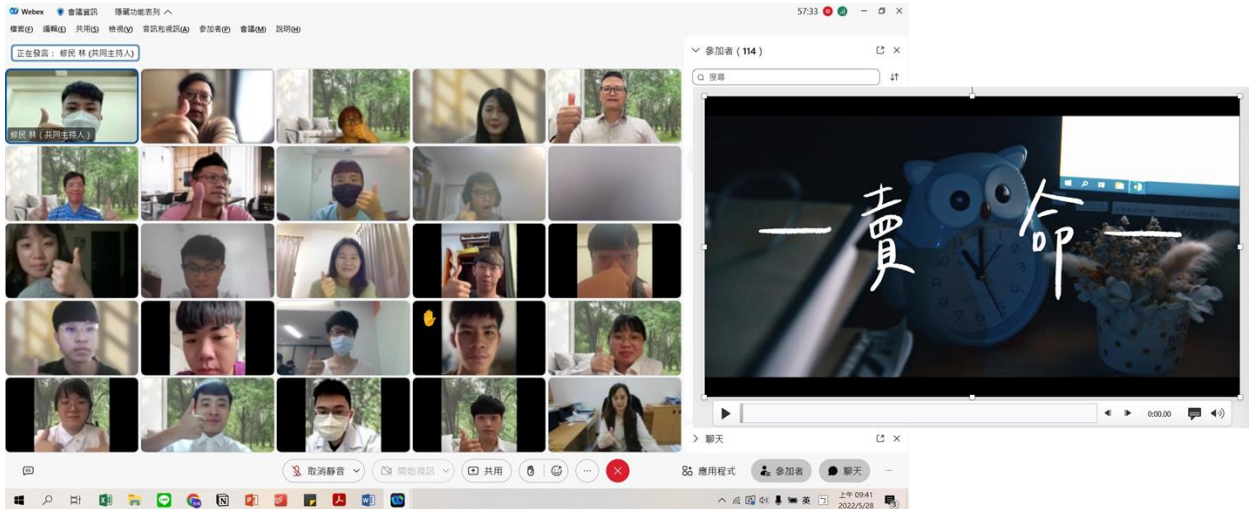 Webex 會議資訊 隱藏功能表列
57:33
檔案(F) 編輯(E) 共用(S) 檢視(V) 音訊和視訊(A) 參加者(P) 會議(M) 說明(H)
正在發言： 修民 林 (共同主持人)
參加者 ( 114 )
搜尋
修民 林 ( 共同主持人 )
一 賣 命 一
0:00.00
聊天
取消靜音
開始視訊
共用
應用程式
參加者
聊天
英
上午 09:41
2022/5/28